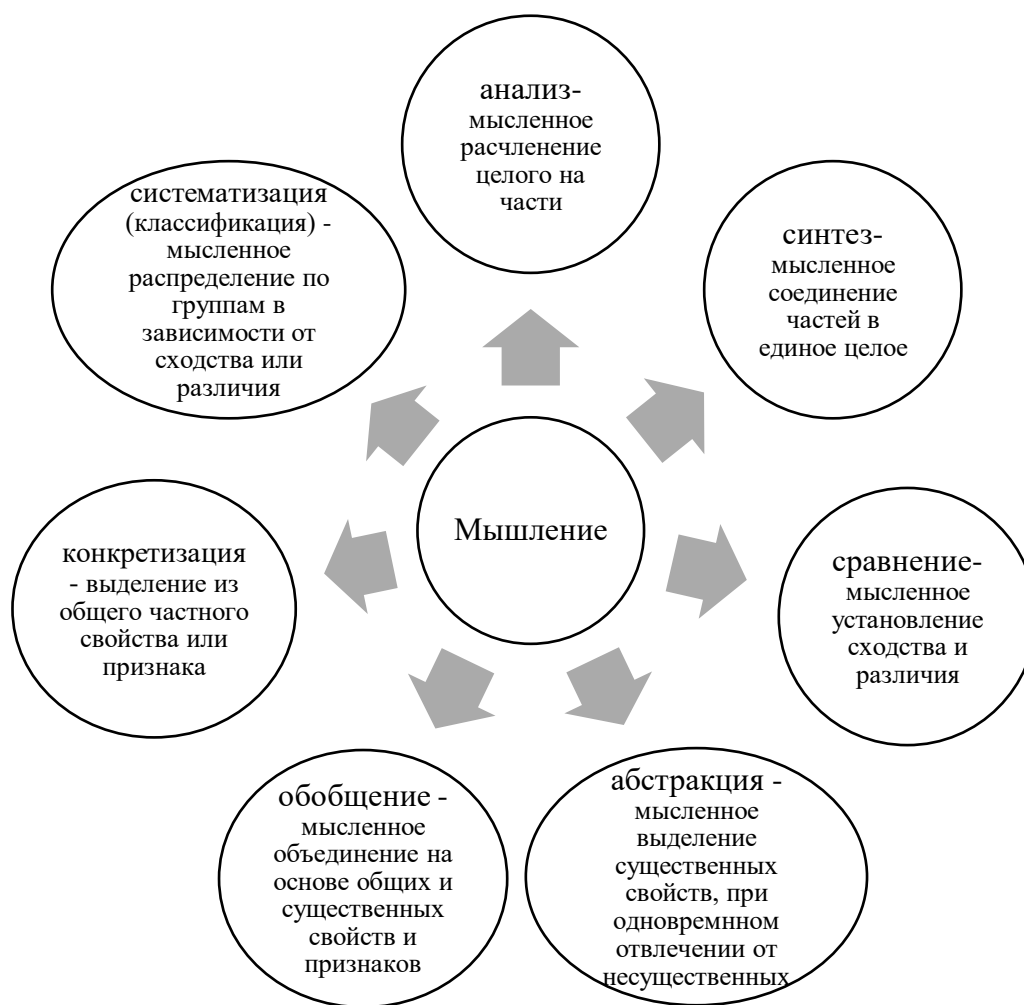 анализ-
мысленное
расчленение
целого на
части
синтез-
мысленное
соединение
частей в
единое целое
сравнение-
мысленное
установление
сходства и
различия
абстракция -
мысленное
выделение
существенных
свойств, при
одновремнном
отвлечении от
несущественных
обобщение -
мысленное
объединение на
основе общих и
существенных
свойств и
признаков
конкретизация
- выделение из
общего частного
свойства или
признака
систематизация
(классификация) -
мысленное
распределение по
группам в
зависимости от
сходства или
различия
Мышление